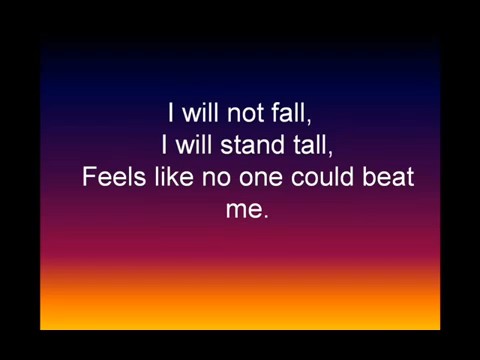 I will not fall,
I will stand tall,
Feels like no one could beat
me.